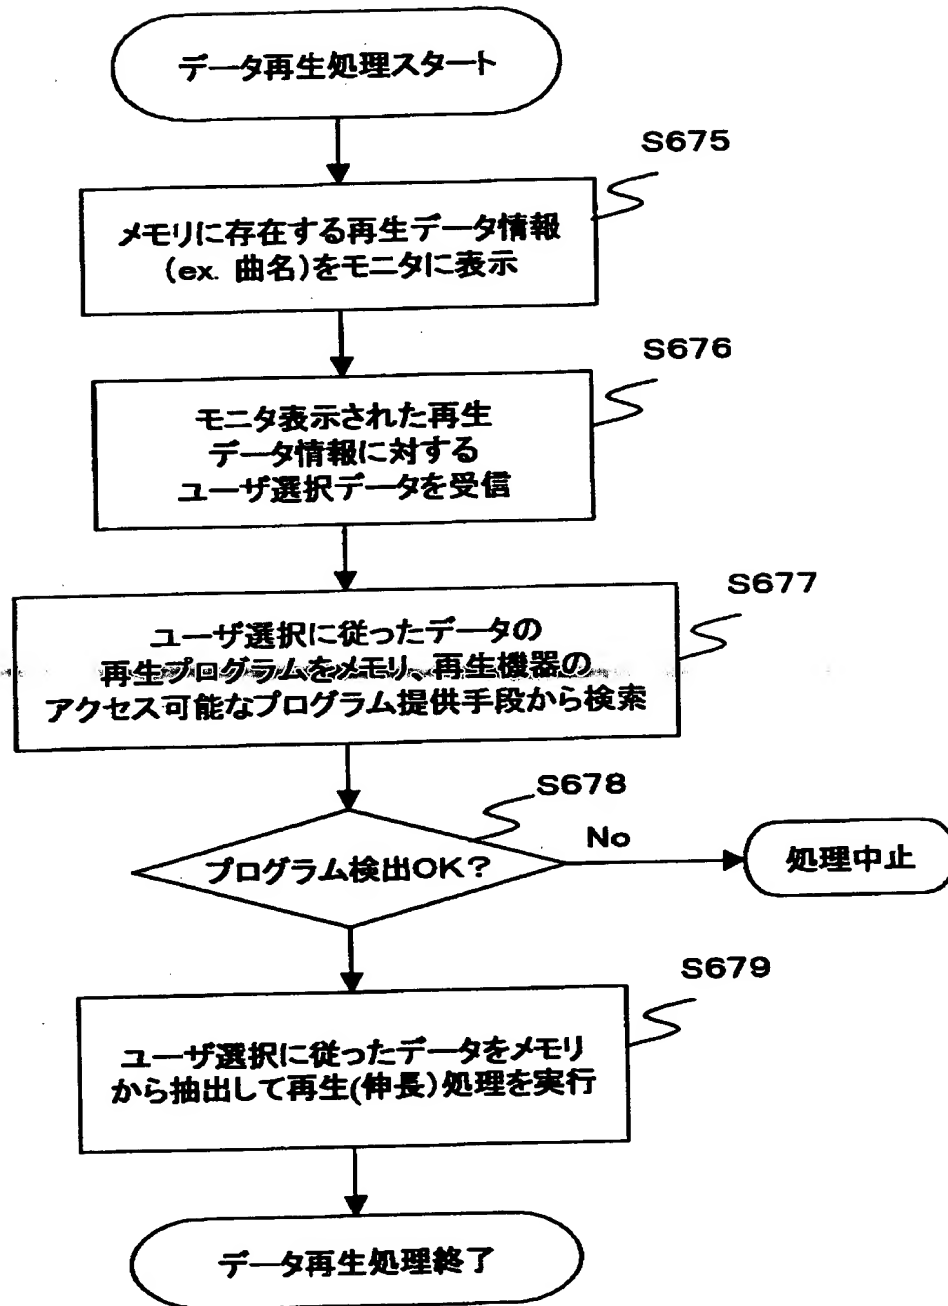 データ再生処理スタート
S675
メモリに存在する再生データ情報
(ex. 曲名)をモニタに表示
S676
モニタ表示された再生
データ情報に対する
ユーザ選択データを受信
S677
ユーザ選択に従ったデータの
再生プログラムをメモリ、再生機器の
アクセス可能なプログラム提供手段から検索
S678
プログラム検出OK?
No
処理中止
S679
ユーザ選択に従ったデータをメモリ
から抽出して再生(伸長)処理を実行
データ再生処理終了